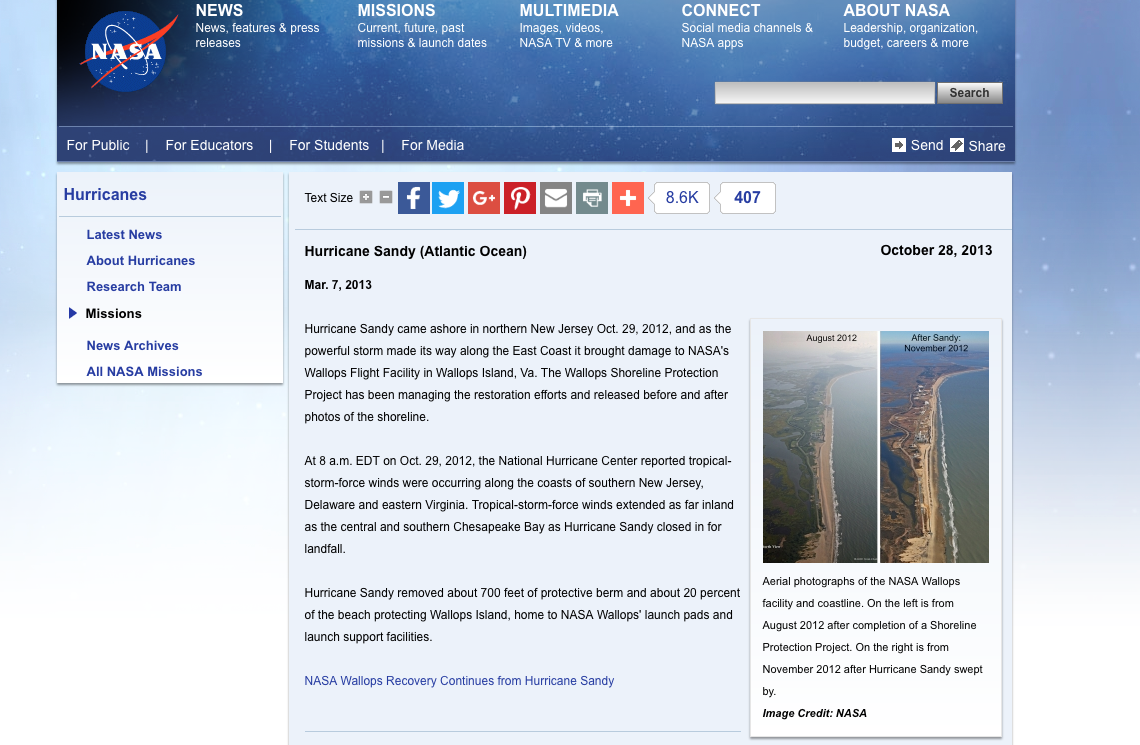 NASA
NEWS
News, features & press
releases
MISSIONS
Current, future, past
missions & launch dates
MULTIMEDIA
Images, videos,
NASA TV & more
CONNECT
Social media channels &
NASA apps
ABOUT NASA
Leadership, organization,
budget, careers & more
Search
For Public | For Educators | For Students | For Media
Send Share
Hurricanes
Latest News
About Hurricanes
Research Team
Missions
News Archives
All NASA Missions
Text Size
8.6K
407
Hurricane Sandy (Atlantic Ocean)
October 28, 2013
Mar. 7, 2013
Hurricane Sandy came ashore in northern New Jersey Oct. 29, 2012, and as the
powerful storm made its way along the East Coast it brought damage to NASA's
Wallops Flight Facility in Wallops Island, Va. The Wallops Shoreline Protection
Project has been managing the restoration efforts and released before and after
photos of the shoreline.
At 8 a.m. EDT on Oct. 29, 2012, the National Hurricane Center reported tropical-
storm-force winds were occurring along the coasts of southern New Jersey,
Delaware and eastern Virginia. Tropical-storm-force winds extended as far inland
as the central and southern Chesapeake Bay as Hurricane Sandy closed in for
landfall.
Hurricane Sandy removed about 700 feet of protective berm and about 20 percent
of the beach protecting Wallops Island, home to NASA Wallops' launch pads and
launch support facilities.
NASA Wallops Recovery Continues from Hurricane Sandy
August 2012
After Sandy:
November 2012
Aerial photographs of the NASA Wallops
facility and coastline. On the left is from
August 2012 after completion of a Shoreline
Protection Project. On the right is from
November 2012 after Hurricane Sandy swept
by.
Image Credit: NASA